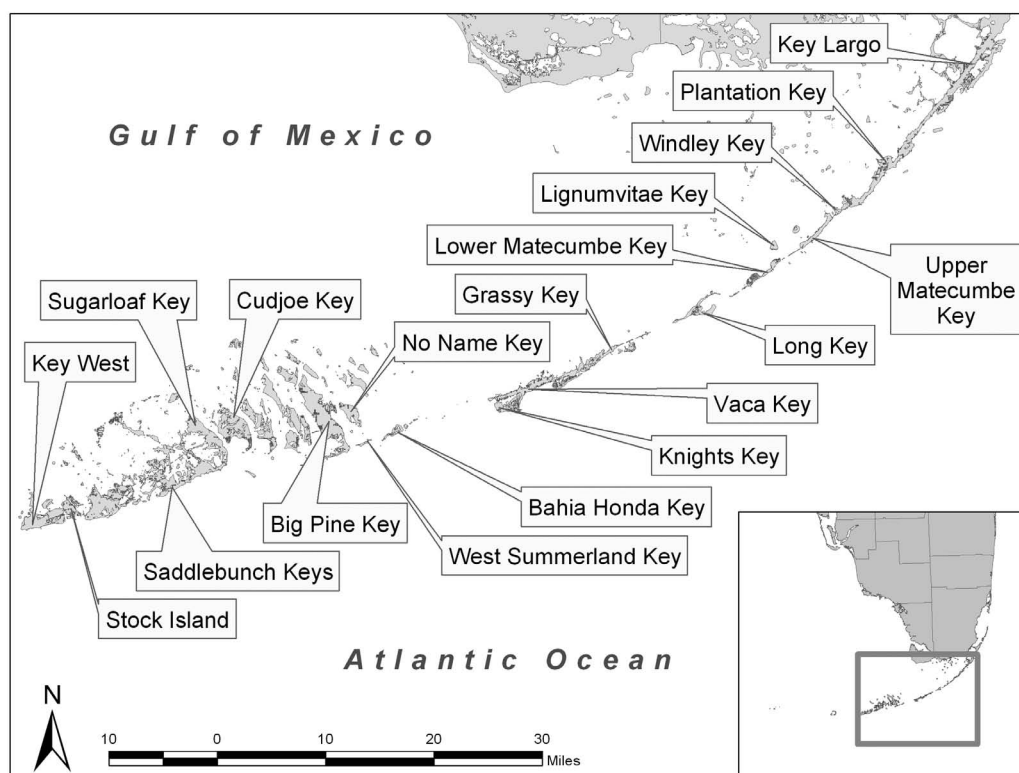 Key Largo
Plantation Key
Gulf of Mexico
Windley Key
Lignumvitae Key
Lower Matecumbe Key
Upper
Matecumbe
Key
Grassy Key
Sugarloaf Key
Cudjoe Key
No Name Key
Long Key
Key West
Vaca Key
Knights Key
Bahia Honda Key
Big Pine Key
West Summerland Key
Saddlebunch Keys
Stock Island
Atlantic Ocean
N
10 0 10 20 30
Miles